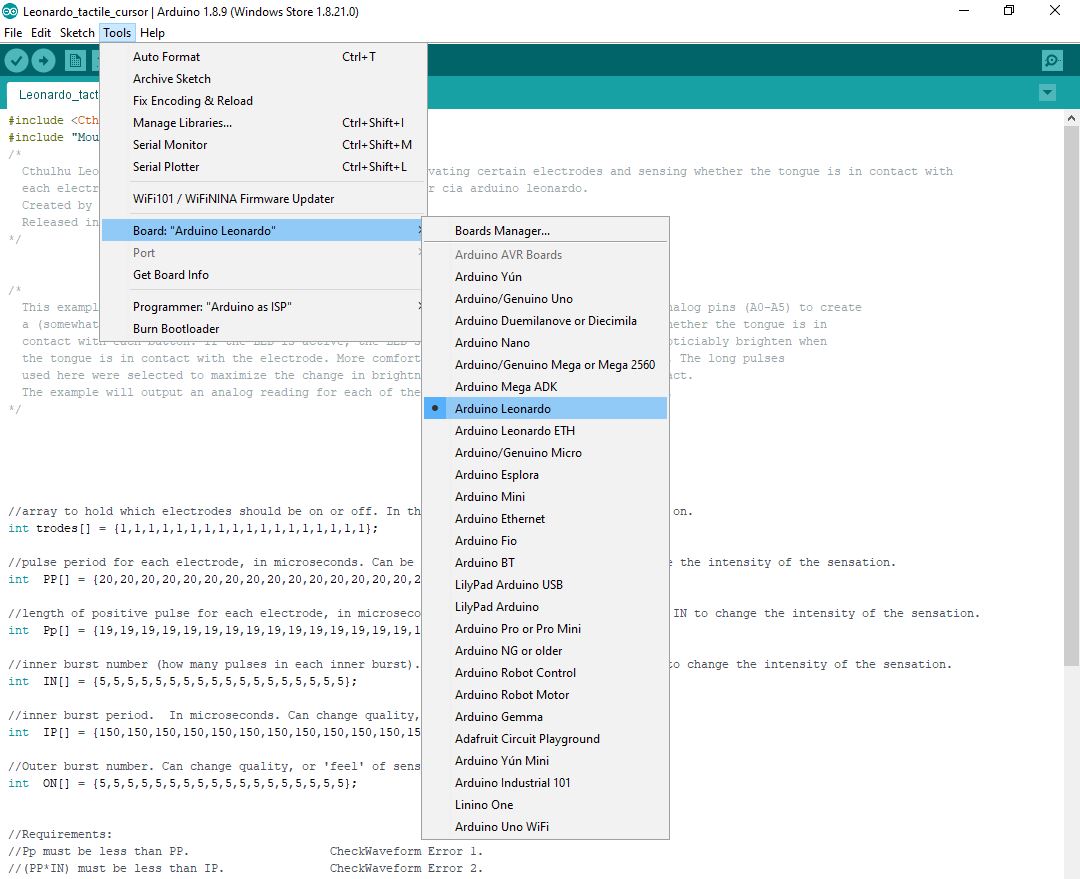 Leonardo_tactile_cursor | Arduino 1.8.9 (Windows Store 1.8.21.0)
File Edit Sketch Tools Help
Auto Format Ctrl+T
Archive Sketch
Fix Encoding & Reload
Manage Libraries... Ctrl+Shift+I
Serial Monitor Ctrl+Shift+M
Serial Plotter Ctrl+Shift+L
WiFi101 / WiFiNINA Firmware Updater
Board: "Arduino Leonardo"
Port
Get Board Info
Programmer: "Arduino as ISP"
Burn Bootloader
Boards Manager...
Arduino AVR Boards
Arduino Yún
Arduino/Genuino Uno
Arduino Duemilanove or Diecimila
Arduino Nano
Arduino/Genuino Mega or Mega 2560
Arduino Mega ADK
Arduino Leonardo
Arduino Leonardo ETH
Arduino/Genuino Micro
Arduino Esplora
Arduino Mini
Arduino Ethernet
Arduino Fio
Arduino BT
LilyPad Arduino USB
LilyPad Arduino
Arduino Pro or Pro Mini
Arduino NG or older
Arduino Robot Control
Arduino Robot Motor
Arduino Gemma
Adafruit Circuit Playground
Arduino Yún Mini
Arduino Industrial 101
Linino One
Arduino Uno WiFi
Leonardo_tact
#include <Cth
#include "Mou
/*
Cthulhu Leo vating certain electrodes and sensing whether the tongue is in contact with
each electr r cia arduino leonardo.
Created by
Released in
*/
/*
This exampl nalog pins (A0-A5) to create
a (somewhat hether the tongue is in
contact with each button. If the LED is active, the LED s oticiably brighten when
the tongue is in contact with the electrode. More comfort . The long pulses
used here were selected to maximize the change in brightn act.
The example will output an analog reading for each of the
*/
//array to hold which electrodes should be on or off. In th on.
int trodes[] = {1,1,1,1,1,1,1,1,1,1,1,1,1,1,1,1,1,1};
//pulse period for each electrode, in microseconds. Can be e the intensity of the sensation.
int PP[] = {20,20,20,20,20,20,20,20,20,20,20,20,20,20,20,2
//length of positive pulse for each electrode, in microseco IN to change the intensity of the sensation.
int Pp[] = {19,19,19,19,19,19,19,19,19,19,19,19,19,19,19,1
//inner burst number (how many pulses in each inner burst). to change the intensity of the sensation.
int IN[] = {5,5,5,5,5,5,5,5,5,5,5,5,5,5,5,5,5,5};
//inner burst period. In microseconds. Can change quality,
int IP[] = {150,150,150,150,150,150,150,150,150,150,150,15
//Outer burst number. Can change quality, or 'feel' of sens
int ON[] = {5,5,5,5,5,5,5,5,5,5,5,5,5,5,5,5,5,5};
//Requirements:
//Pp must be less than PP. CheckWaveform Error 1.
//(PP*IN) must be less than IP. CheckWaveform Error 2.